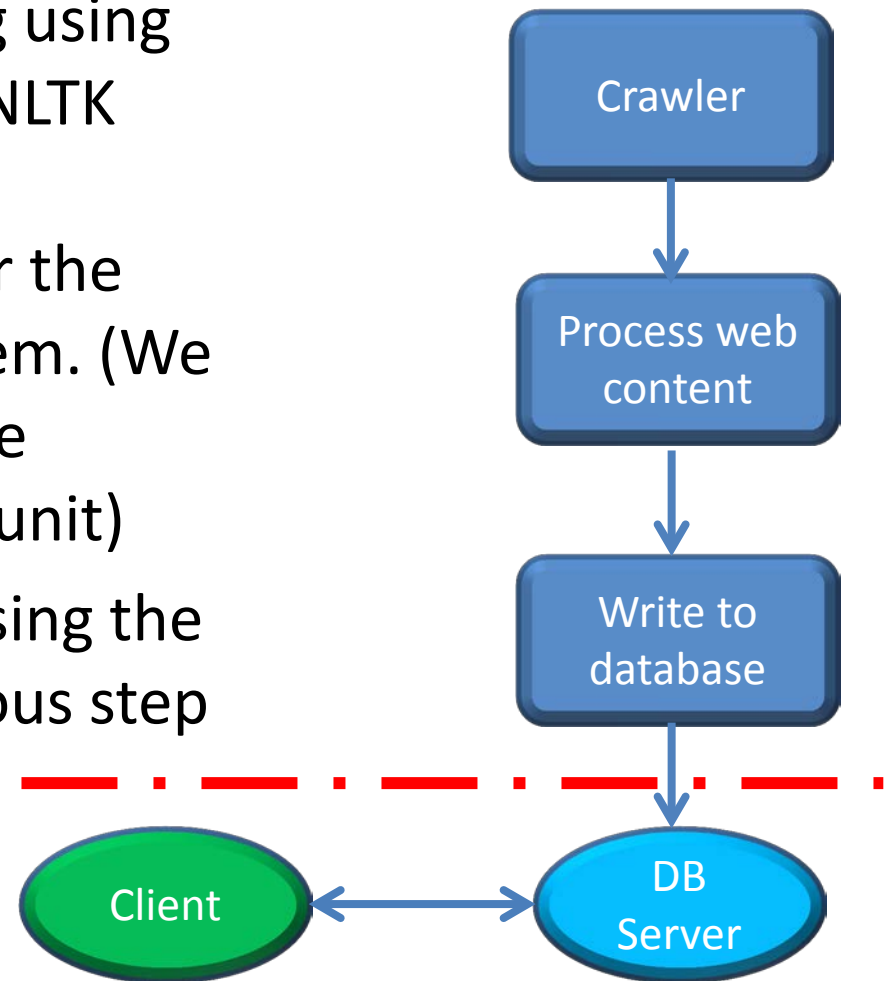 using
NLTK
the
em. (We
unit)
sing the
ous step
Crawler
Process web
content
Write to
database
Client
DB
Server